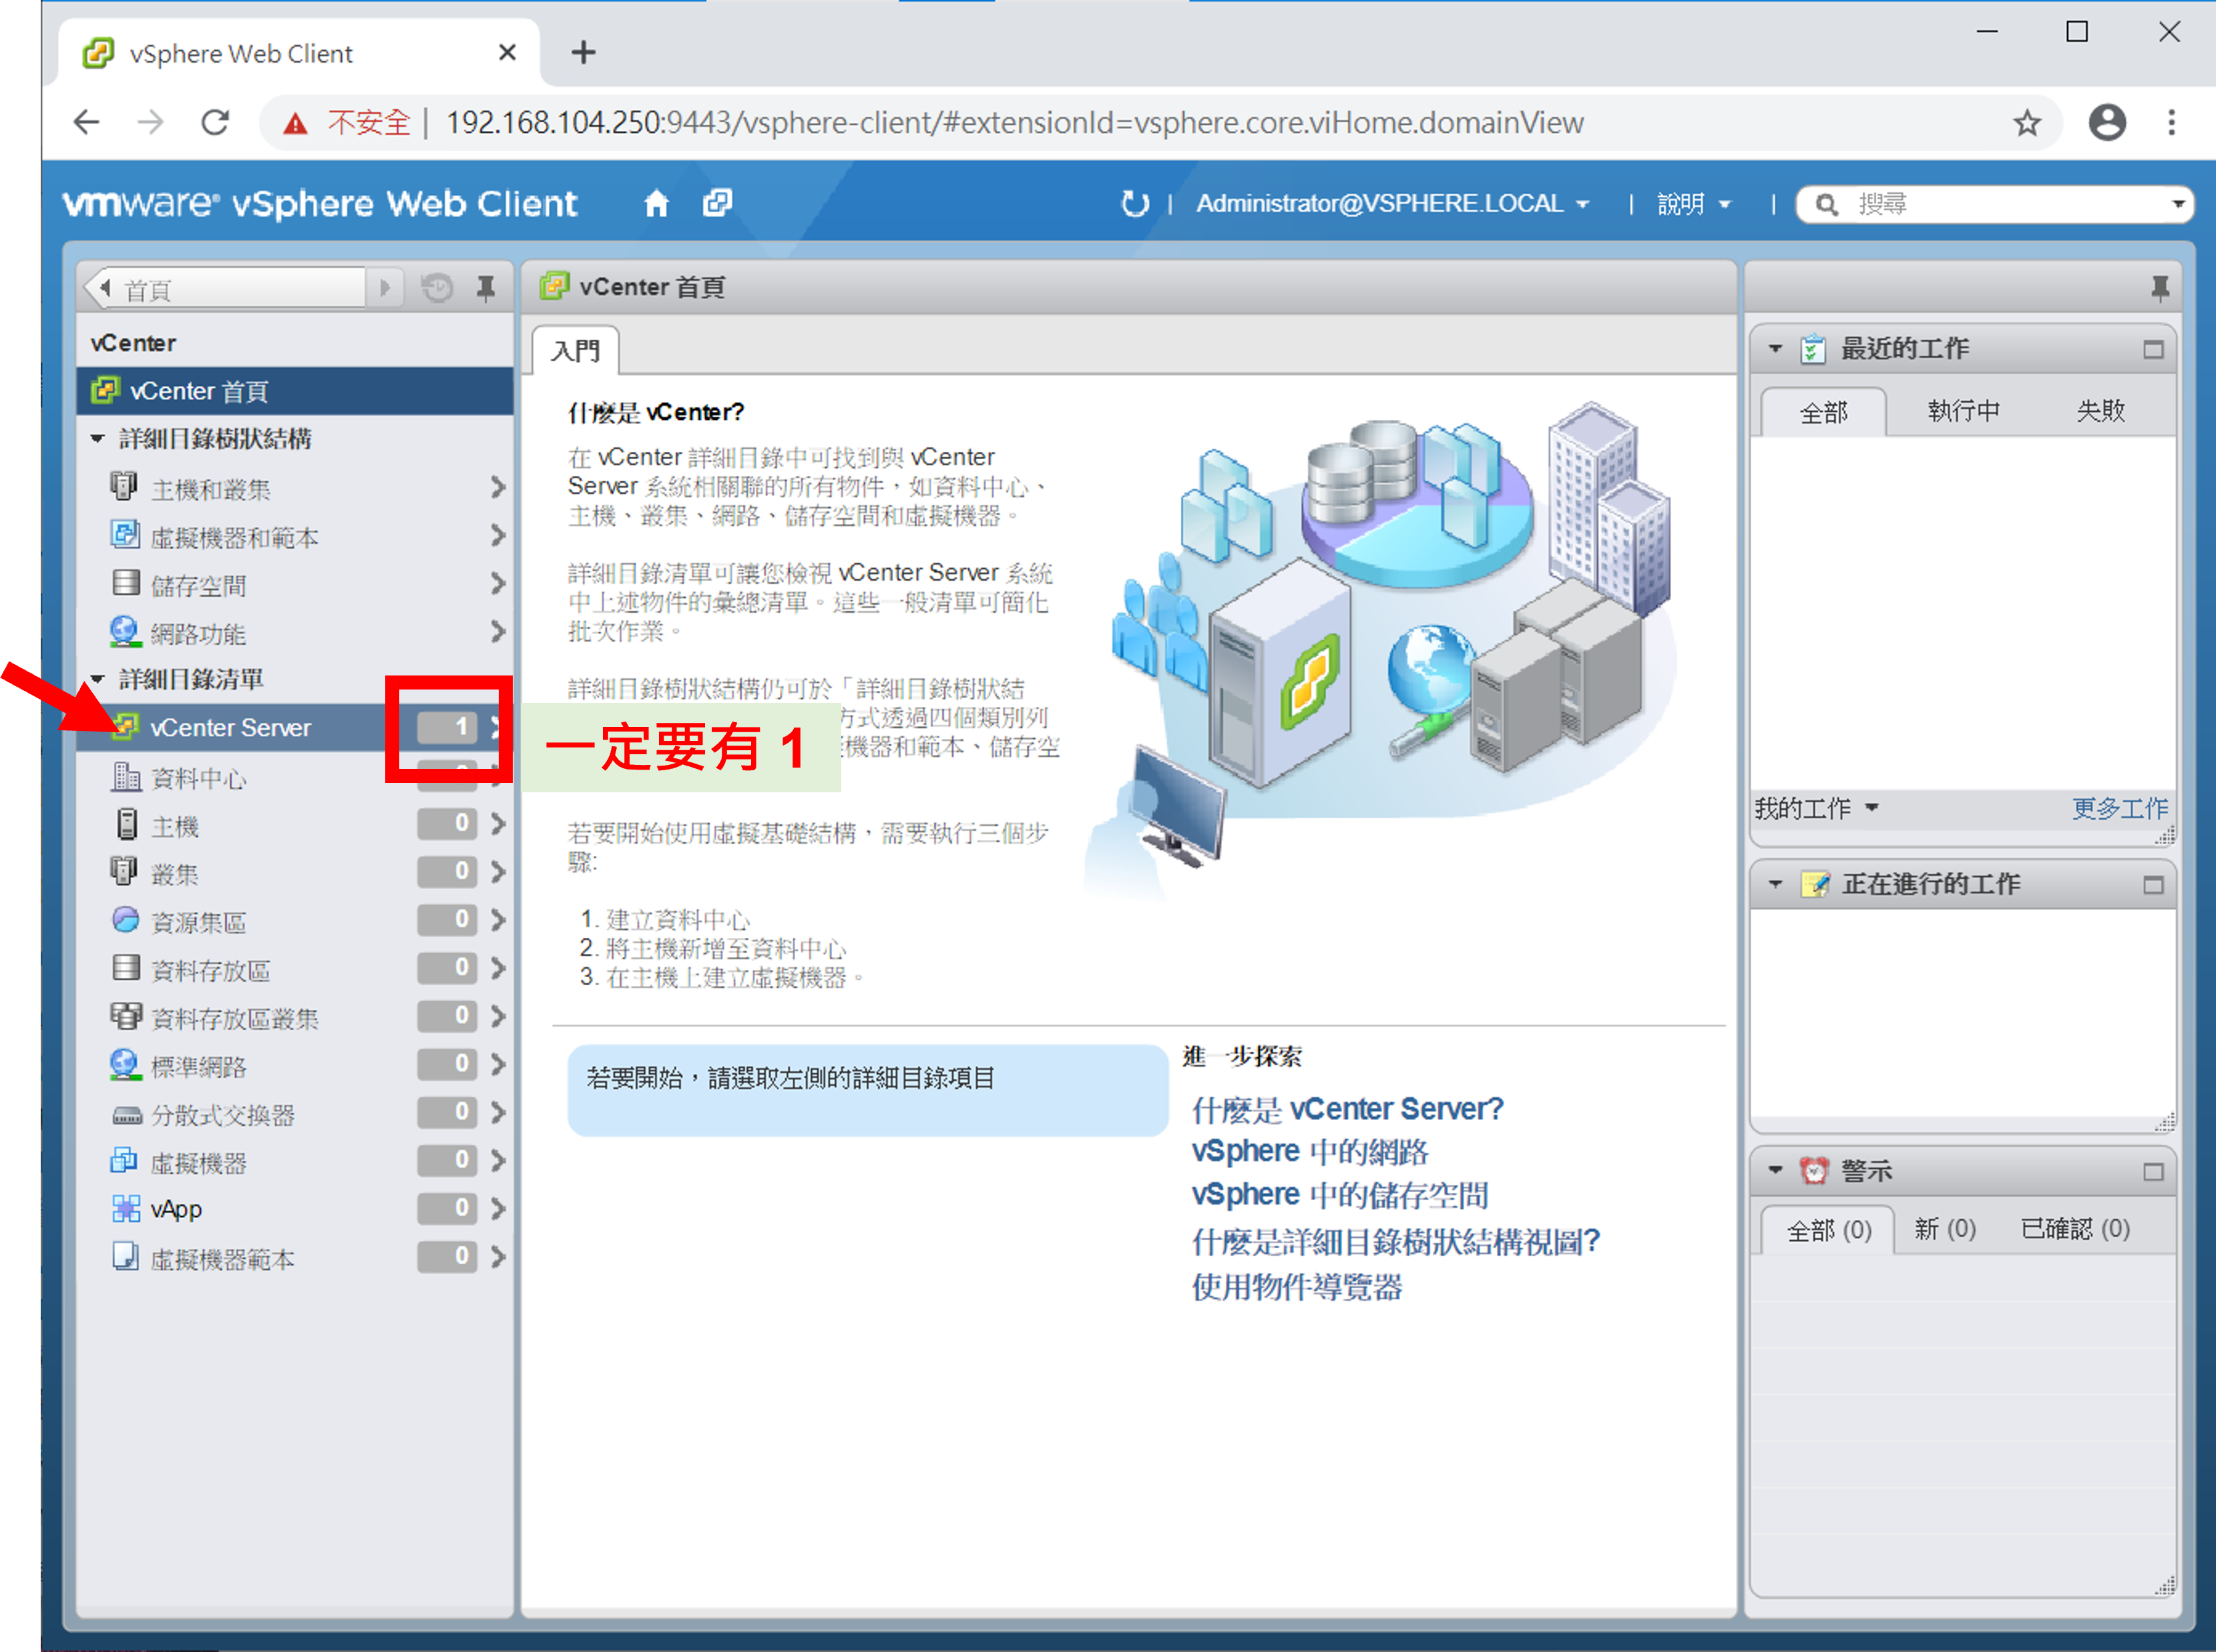 vSphere Web Client
不安全 | 192.168.104.250:9443/vsphere-client/#extensionId=vsphere.core.viHome.domainView
vmware® vSphere Web Client
Administrator@VSPHERE.LOCAL
說明
搜尋
首頁
vCenter
vCenter 首頁
詳細目錄樹狀結構
主機和叢集
虛擬機器和範本
儲存空間
網路功能
詳細目錄清單
vCenter Server 1
資料中心
主機 0
叢集 0
資源集區 0
資料存放區 0
資料存放區叢集 0
標準網路 0
分散式交換器 0
虛擬機器 0
vApp 0
虛擬機器範本 0
vCenter 首頁
入門
什麼是 vCenter?
在 vCenter 詳細目錄中可找到與 vCenter
Server 系統相關聯的所有物件，如資料中心、
主機、叢集、網路、儲存空間和虛擬機器。
詳細目錄清單可讓您檢視 vCenter Server 系統
中上述物件的彙總清單。這些一般清單可簡化
批次作業。
詳細目錄樹狀結構仍可於「詳細目錄樹狀結
方式透過四個類別列
機器和範本、儲存空
一定要有 1
若要開始使用虛擬基礎結構，需要執行三個步
驟:
1. 建立資料中心
2. 將主機新增至資料中心
3. 在主機上建立虛擬機器。
若要開始，請選取左側的詳細目錄項目
進一步探索
什麼是 vCenter Server?
vSphere 中的網路
vSphere 中的儲存空間
什麼是詳細目錄樹狀結構視圖?
使用物件導覽器
最近的工作
全部 執行中 失敗
我的工作 更多工作
正在進行的工作
警示
全部 (0) 新 (0) 已確認 (0)